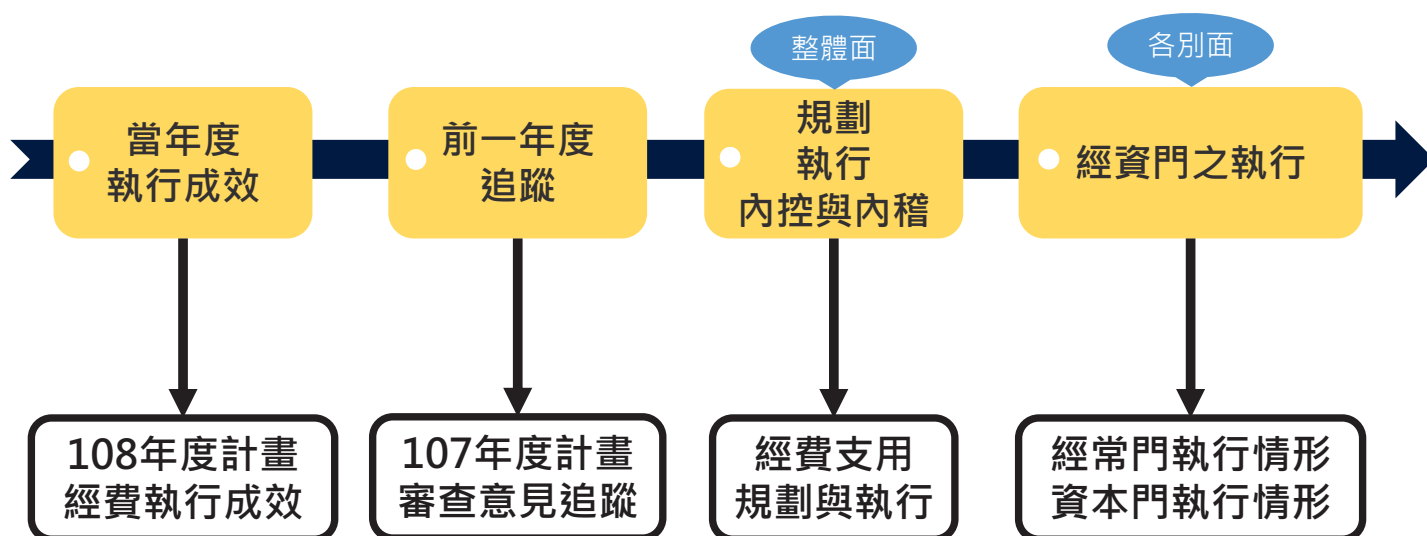 整體面
各別面
當年度
執行成效
前一年度
追蹤
規劃
執行
內控與內稽
經資門之執行
108年度計畫
經費執行成效
107年度計畫
審查意見追蹤
經費支用
規劃與執行
經常門執行情形
資本門執行情形